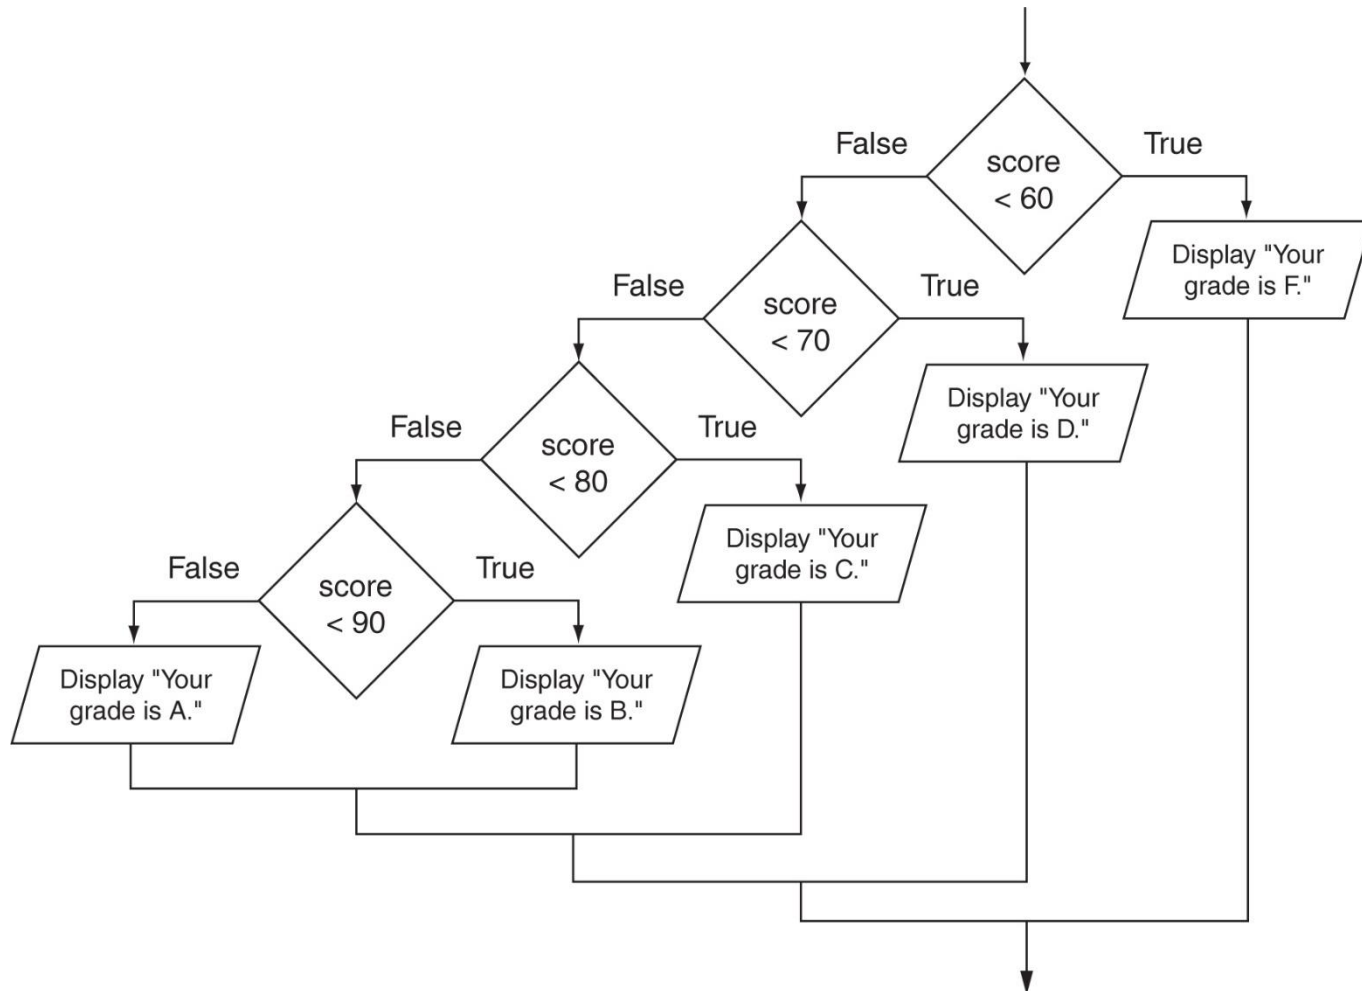 False
True
score
< 60
Display "Your
grade is F."
False
True
score
< 70
Display "Your
grade is D."
False
True
score
< 80
Display "Your
grade is C."
False
True
score
< 90
Display "Your
grade is A."
Display "Your
grade is B."